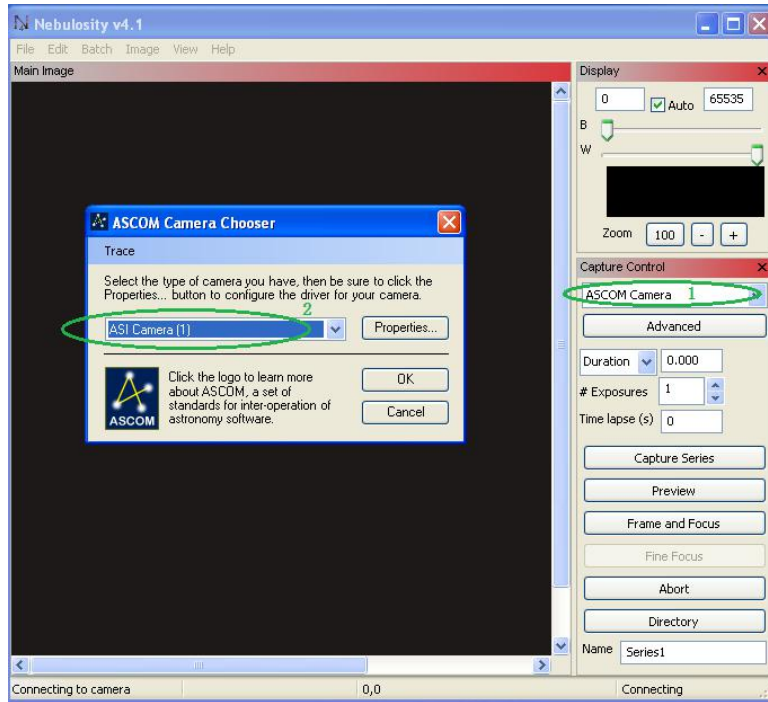 Nebulosity v4.1
File Edit Batch Image View Help
Main Image
ASCOM Camera Chooser
Trace
Select the type of camera you have, then be sure to click the
Properties... button to configure the driver for your camera.
2
ASI Camera (1)
Properties...
Click the logo to learn more
about ASCOM, a set of
standards for inter-operation of
astronomy software.
ASCOM
OK
Cancel
Display
0
Auto
65535
B
W
Zoom 100 - +
Capture Control
ASCOM Camera 1
Advanced
Duration 0.000
# Exposures 1
Time lapse (s) 0
Capture Series
Preview
Frame and Focus
Fine Focus
Abort
Directory
Name Series1
Connecting to camera 0,0 Connecting